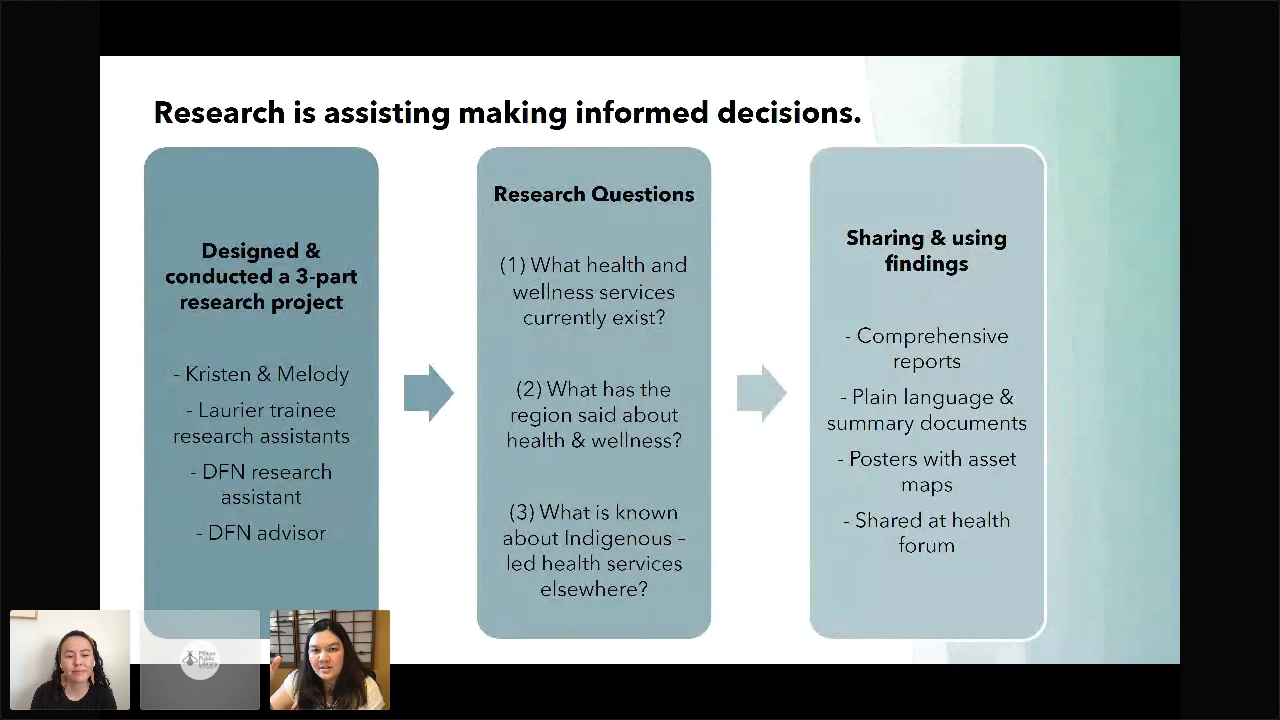 Research is assisting making informed decisions.
Designed &
conducted a 3-part
research project
- Kristen & Melody
- Laurier trainee
research assistants
- DFN research
assistant
- DFN advisor
Research Questions
(1) What health and
wellness services
currently exist?
(2) What has the
region said about
health & wellness?
(3) What is known
about Indigenous –
led health services
elsewhere?
Sharing & using
findings
- Comprehensive
reports
- Plain language &
summary documents
- Posters with asset
maps
- Shared at health
forum
Milton
Public
Library